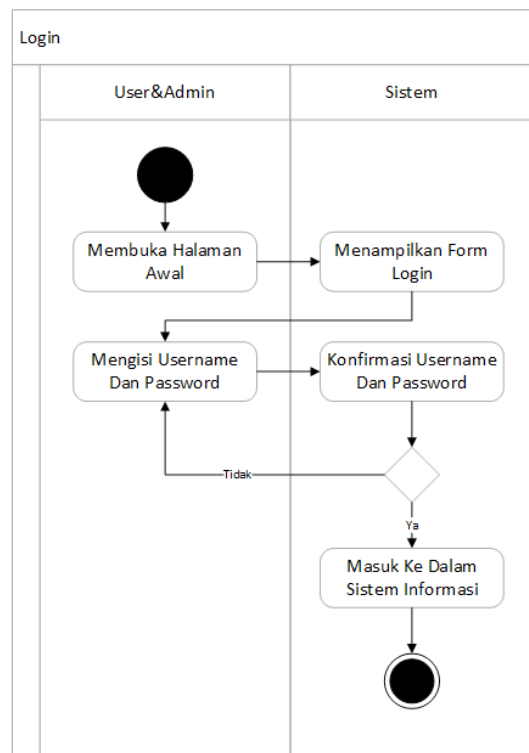 Login
User&Admin
Sistem
Membuka Halaman
Awal
Menampilkan Form
Login
Mengisi Username
Dan Password
Konfirmasi Username
Dan Password
Tidak
Ya
Masuk Ke Dalam
Sistem Informasi